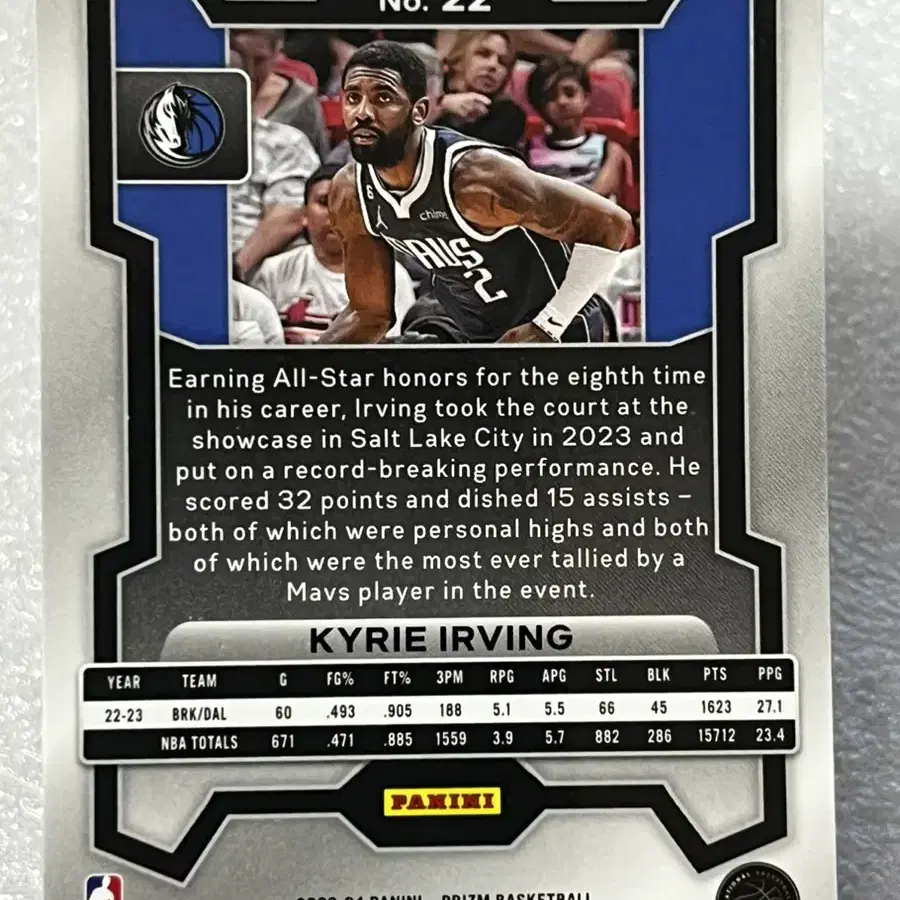 No. 22
6
chime
MAVS
2
Earning All-Star honors for the eighth time
in his career, Irving took the court at the
showcase in Salt Lake City in 2023 and
put on a record-breaking performance. He
scored 32 points and dished 15 assists –
both of which were personal highs and both
of which were the most ever tallied by a
Mavs player in the event.
KYRIE IRVING
YEAR TEAM G FG% FT% 3PM RPG APG STL BLK PTS PPG
22-23 BRK/DAL 60 .493 .905 188 5.1 5.5 66 45 1623 27.1
NBA TOTALS 671 .471 .885 1559 3.9 5.7 882 286 15712 23.4
PANINI
2023-24 PANINI - PRIZM BASKETBALL